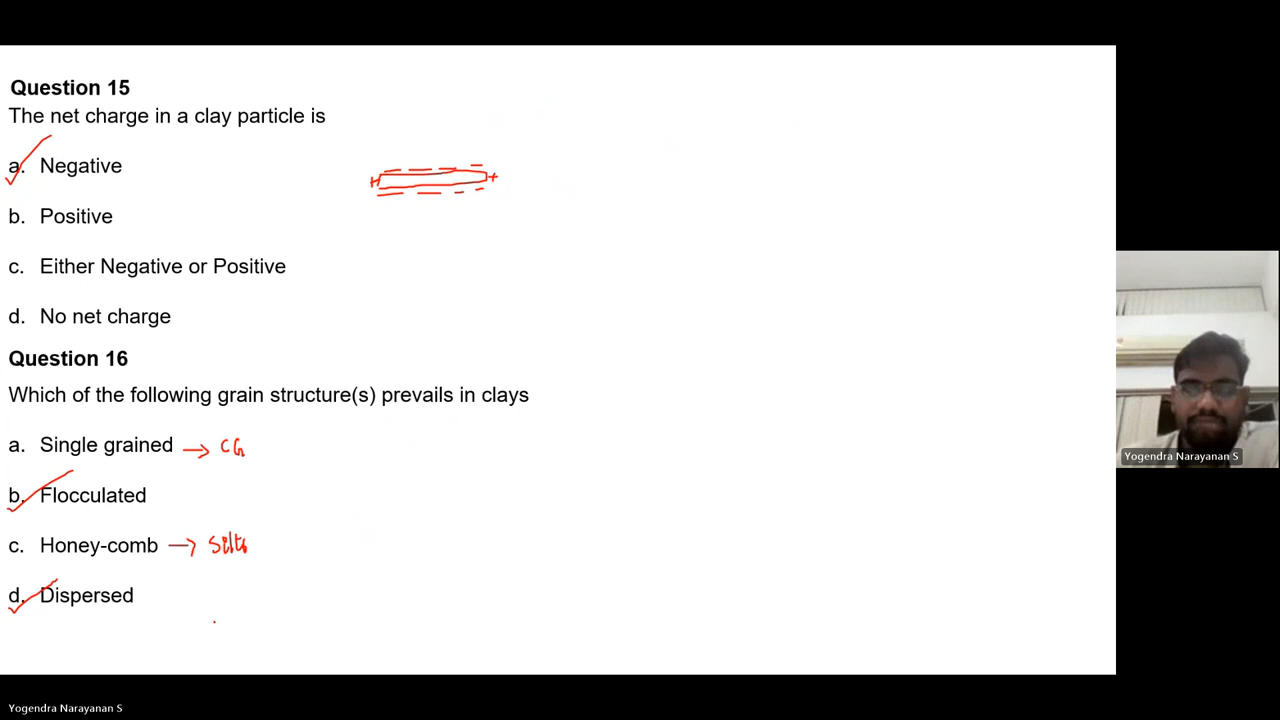 Question 15
The net charge in a clay particle is
a. Negative
b. Positive
c. Either Negative or Positive
d. No net charge
Question 16
Which of the following grain structure(s) prevails in clays
a. Single grained → CG
b. Flocculated
c. Honey-comb → Silts
d. Dispersed
Yogendra Narayanan S
Yogendra Narayanan S